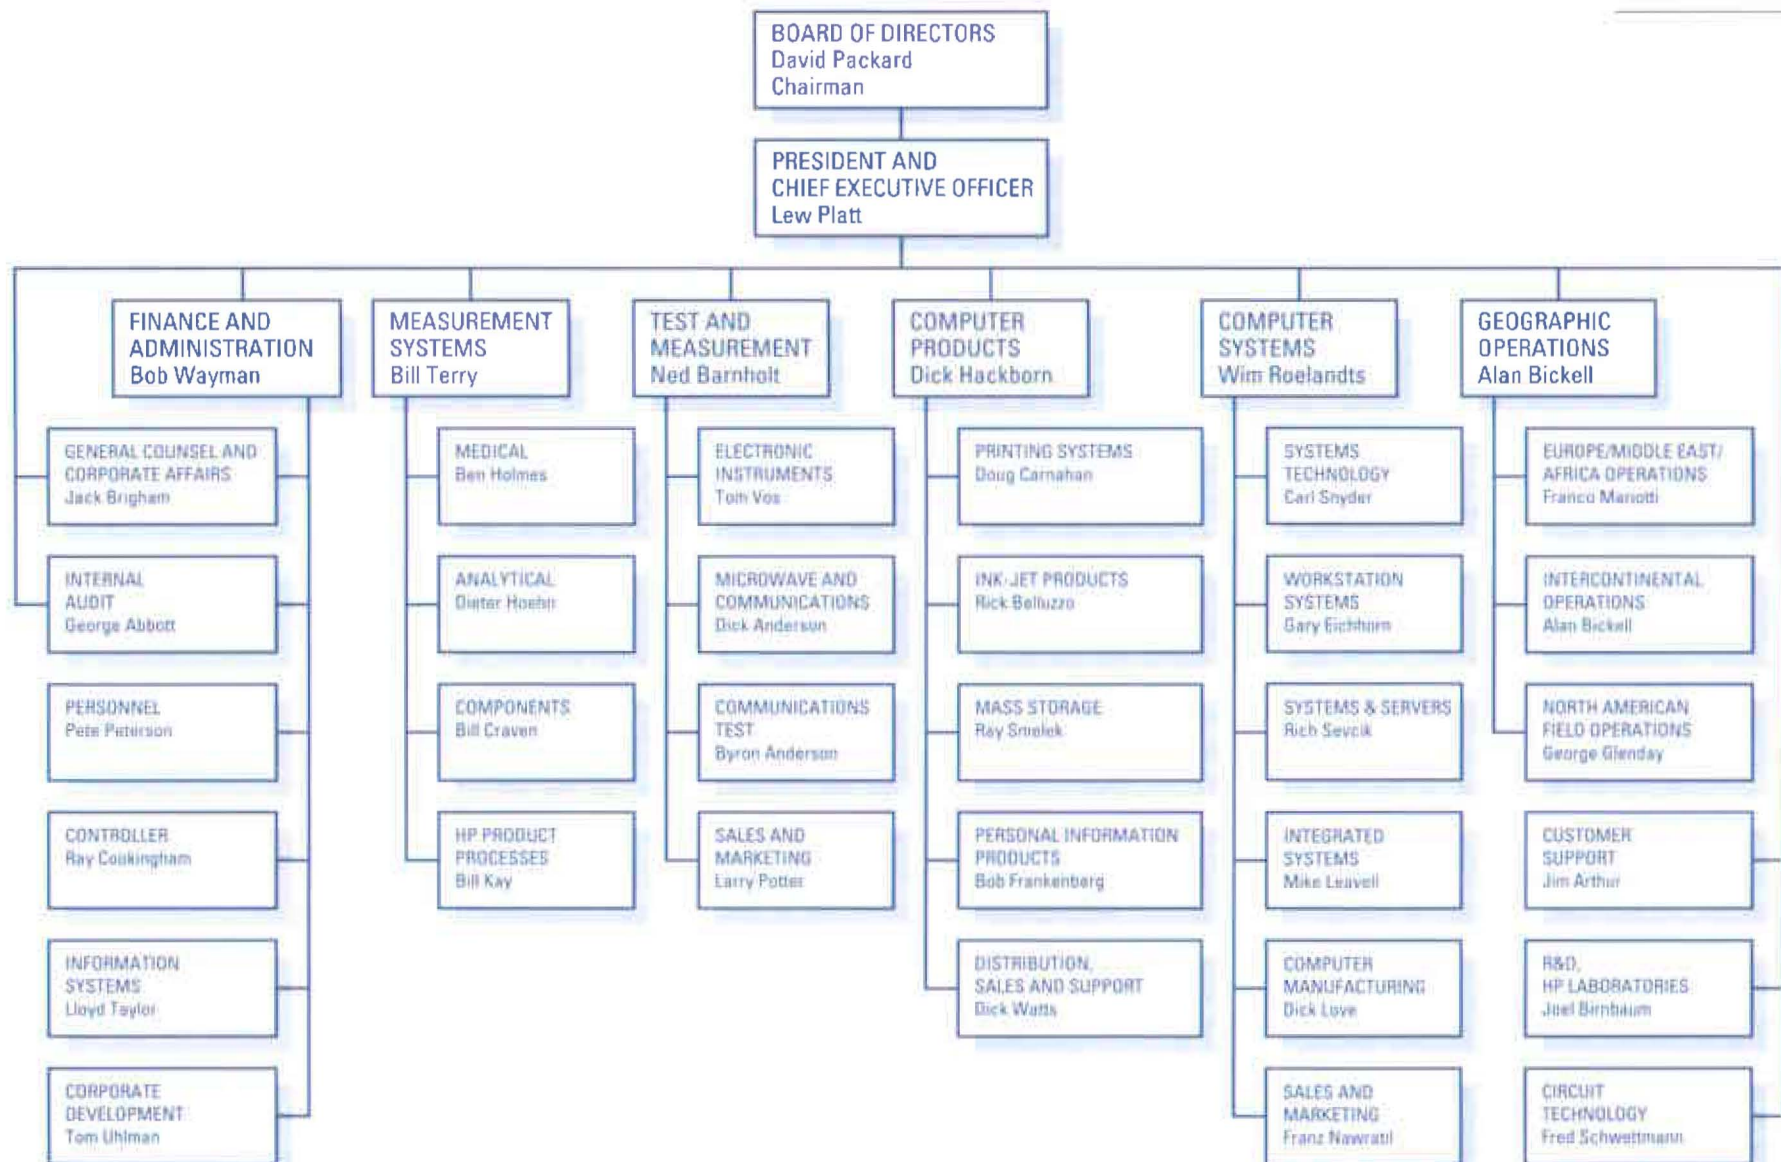 BOARD OF DIRECTORS
David Packard
Chairman
PRESIDENT AND
CHIEF EXECUTIVE OFFICER
Lew Platt
FINANCE AND
ADMINISTRATION
Bob Wayman
GENERAL COUNSEL AND
CORPORATE AFFAIRS
Jack Brigham
INTERNAL
AUDIT
George Abbott
PERSONNEL
Pete Peterson
CONTROLLER
Ray Cookingham
INFORMATION
SYSTEMS
Lloyd Taylor
CORPORATE
DEVELOPMENT
Tom Uhlman
MEASUREMENT
SYSTEMS
Bill Terry
MEDICAL
Ben Holmes
ANALYTICAL
Dieter Hoehn
COMPONENTS
Bill Craven
HP PRODUCT
PROCESSES
Bill Kay
TEST AND
MEASUREMENT
Ned Barnholt
ELECTRONIC
INSTRUMENTS
Tom Vos
MICROWAVE AND
COMMUNICATIONS
Dick Anderson
COMMUNICATIONS
TEST
Byron Anderson
SALES AND
MARKETING
Larry Potter
COMPUTER
PRODUCTS
Dick Hackborn
PRINTING SYSTEMS
Doug Carnahan
INK-JET PRODUCTS
Rick Belluzzo
MASS STORAGE
Ray Smelek
PERSONAL INFORMATION
PRODUCTS
Bob Frankenberg
DISTRIBUTION,
SALES AND SUPPORT
Dick Watts
COMPUTER
SYSTEMS
Wim Roelandts
SYSTEMS
TECHNOLOGY
Carl Snyder
WORKSTATION
SYSTEMS
Gary Eichhorn
SYSTEMS & SERVERS
Rich Sevcik
INTEGRATED
SYSTEMS
Mike Leavell
COMPUTER
MANUFACTURING
Dick Love
SALES AND
MARKETING
Franz Nawratil
GEOGRAPHIC
OPERATIONS
Alan Bickell
EUROPE/MIDDLE EAST/
AFRICA OPERATIONS
Franco Mariotti
INTERCONTINENTAL
OPERATIONS
Alan Bickell
NORTH AMERICAN
FIELD OPERATIONS
George Glenday
CUSTOMER
SUPPORT
Jim Arthur
R&D,
HP LABORATORIES
Joel Birnbaum
CIRCUIT
TECHNOLOGY
Fred Schwettmann